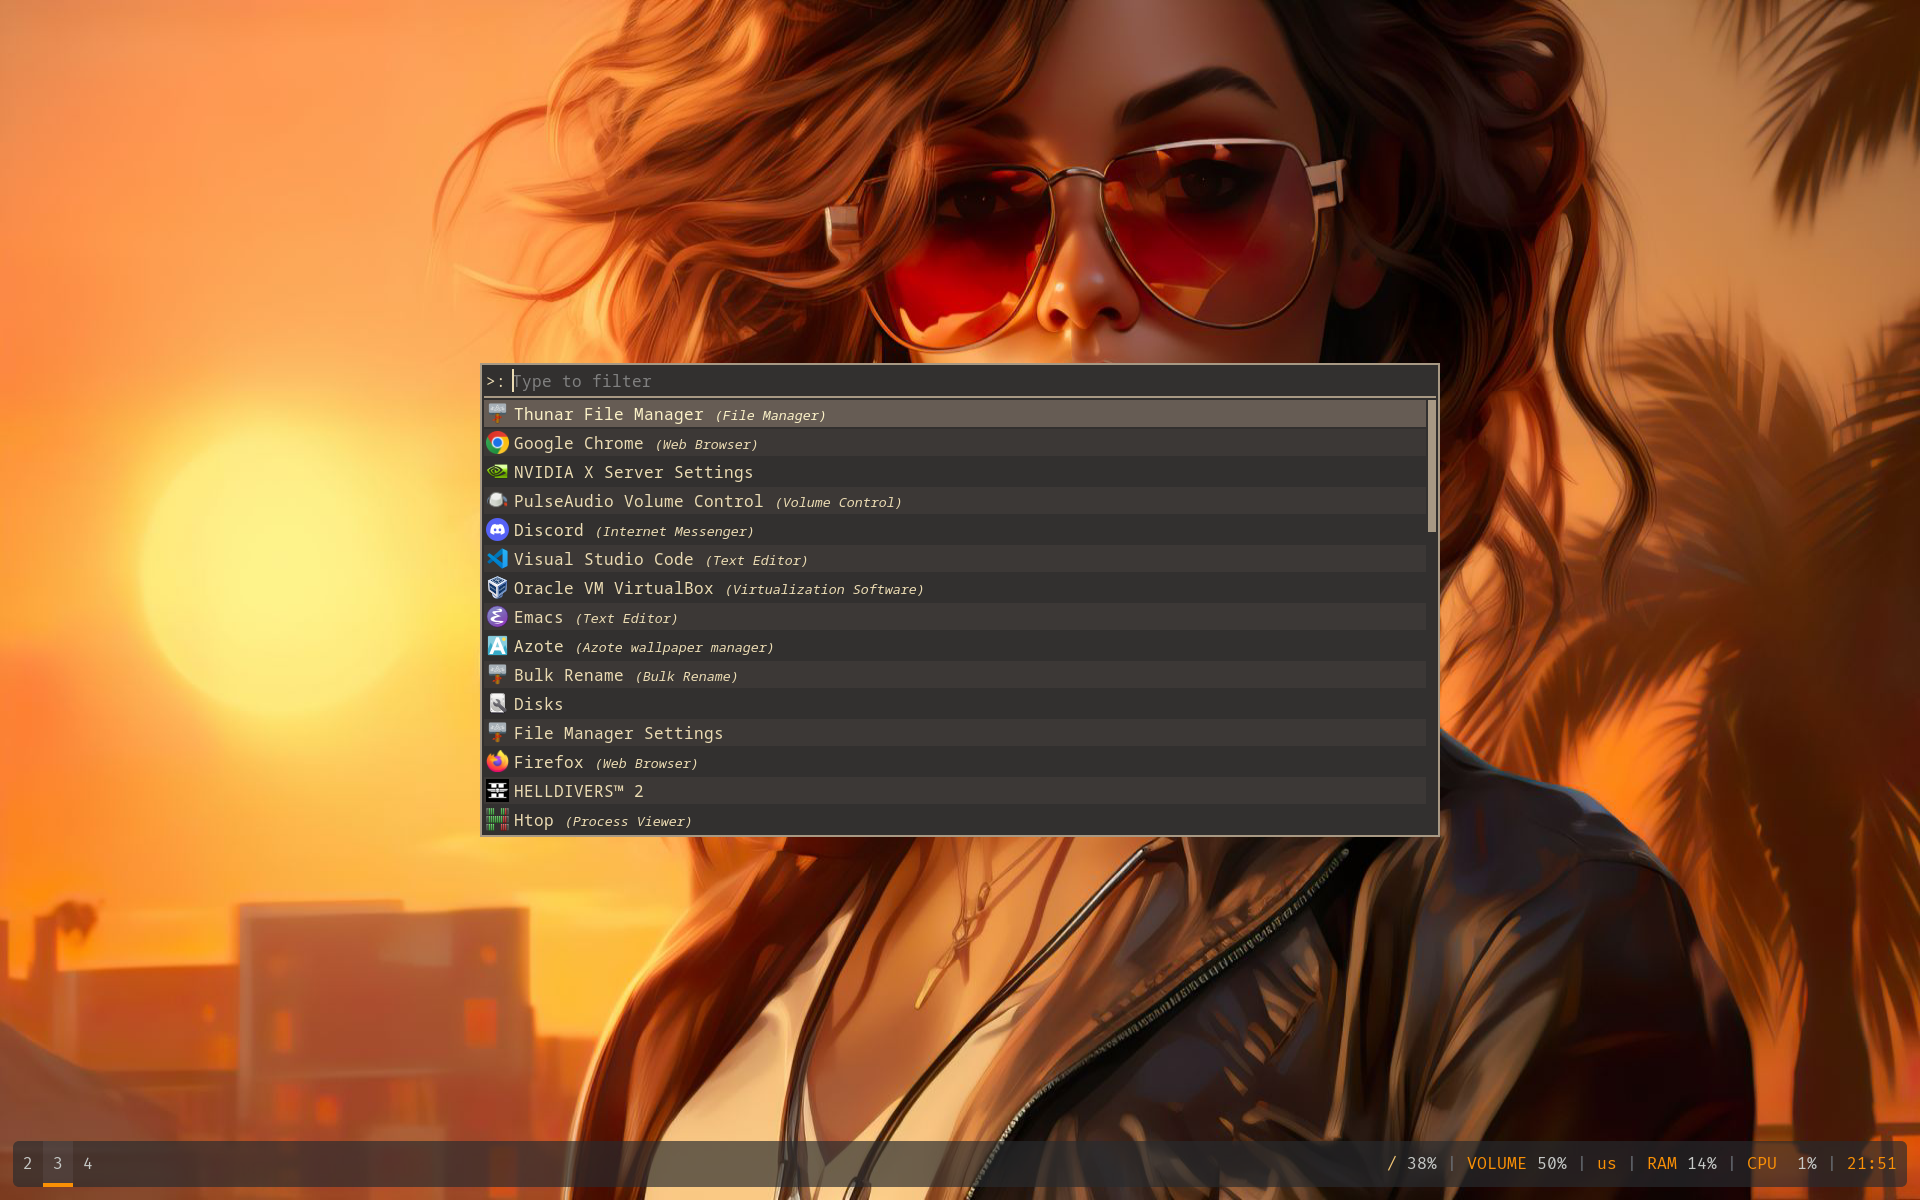 >: Type to filter
Thunar File Manager (File Manager)
Google Chrome (Web Browser)
NVIDIA X Server Settings
PulseAudio Volume Control (Volume Control)
Discord (Internet Messenger)
Visual Studio Code (Text Editor)
Oracle VM VirtualBox (Virtualization Software)
Emacs (Text Editor)
Azote (Azote wallpaper manager)
Bulk Rename (Bulk Rename)
Disks
File Manager Settings
Firefox (Web Browser)
HELLDIVERS™ 2
Htop (Process Viewer)
2 3 4 / 38% | VOLUME 50% | us | RAM 14% | CPU 1% | 21:51